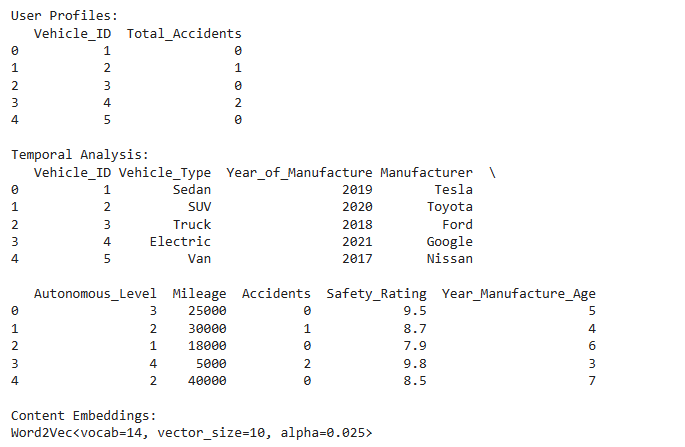 User Profiles:
   Vehicle_ID  Total_Accidents
0           1                0
1           2                1
2           3                0
3           4                2
4           5                0
Temporal Analysis:
   Vehicle_ID Vehicle_Type  Year_of_Manufacture Manufacturer  \
0           1        Sedan                 2019        Tesla
1           2          SUV                 2020       Toyota
2           3        Truck                 2018         Ford
3           4     Electric                 2021       Google
4           5          Van                 2017       Nissan
   Autonomous_Level  Mileage  Accidents  Safety_Rating  Year_Manufacture_Age
0                 3    25000          0            9.5                     5
1                 2    30000          1            8.7                     4
2                 1    18000          0            7.9                     6
3                 4     5000          2            9.8                     3
4                 2    40000          0            8.5                     7
Content Embeddings:
Word2Vec<vocab=14, vector_size=10, alpha=0.025>